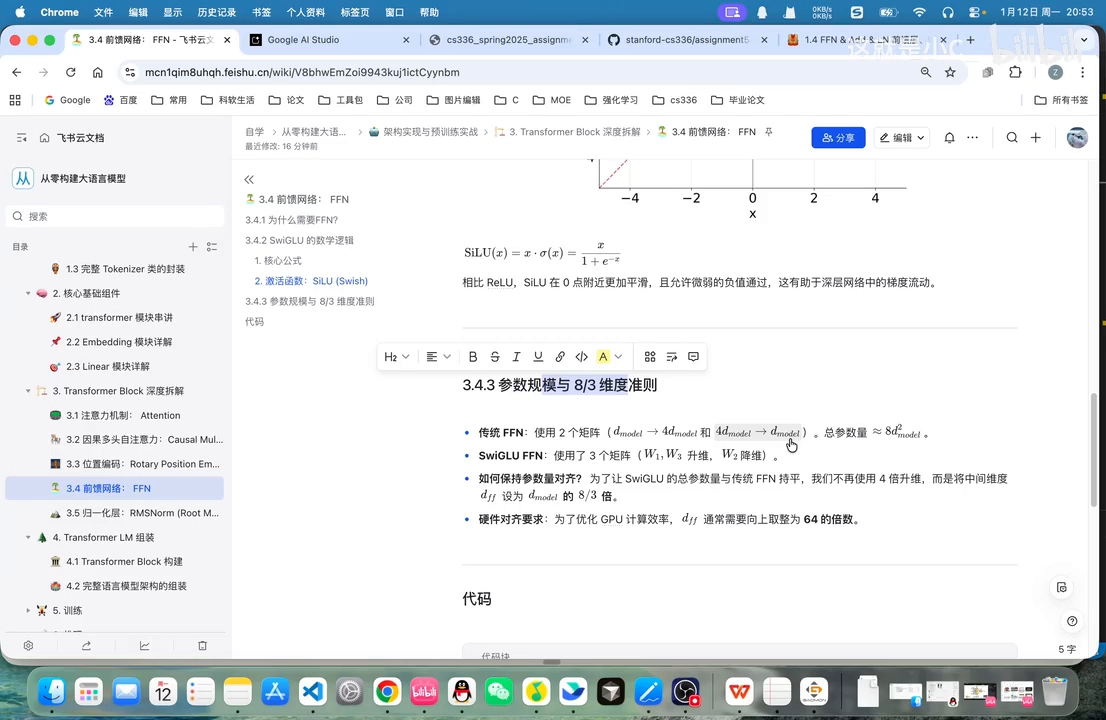 Chrome 文件 编辑 显示 历史记录 书签 个人资料 标签页 窗口 帮助 0KB/s 0KB/s 1月12日 周一 20:53
3.4 前馈网络： FFN - 飞书云文 Google AI Studio cs336_spring2025_assignme stanford-cs336/assignment5- 1.4 FFN & Add & LN 前馈层
这就是小C bilibili
mcn1qim8uhqh.feishu.cn/wiki/V8bhwEmZoi9943kuj1ictCyynbm
Google 百度 常用 科软生活 论文 工具包 公司 图片编辑 C MOE 强化学习 cs336 毕业论文 所有书签
飞书云文档
自学 从零构建大语... 架构实现与预训练实战 3. Transformer Block 深度拆解 3.4 前馈网络： FFN
最近修改: 16 分钟前
分享 编辑
从零构建大语言模型
搜索
目录
1.3 完整 Tokenizer 类的封装
2. 核心基础组件
2.1 transformer 模块串讲
2.2 Embedding 模块详解
2.3 Linear 模块详解
3. Transformer Block 深度拆解
3.1 注意力机制： Attention
3.2 因果多头自注意力：Causal Mul...
3.3 位置编码：Rotary Position Em...
3.4 前馈网络： FFN
3.5 归一化层：RMSNorm (Root M...
4. Transformer LM 组装
4.1 Transformer Block 构建
4.2 完整语言模型架构的组装
5. 训练
3.4 前馈网络： FFN
3.4.1 为什么需要FFN?
3.4.2 SwiGLU 的数学逻辑
1. 核心公式
2. 激活函数：SiLU (Swish)
3.4.3 参数规模与 8/3 维度准则
代码
−4 −2 0 2 4
x
SiLU(x) = x · σ(x) = x / (1 + e^{−x})
相比 ReLU，SiLU 在 0 点附近更加平滑，且允许微弱的负值通过，这有助于深层网络中的梯度流动。
H2 B S I U A
3.4.3 参数规模与 8/3 维度准则
传统 FFN：使用 2 个矩阵（d_model → 4d_model 和 4d_model → d_model）。总参数量 ≈ 8d²_model。
SwiGLU FFN：使用了 3 个矩阵（W₁, W₃ 升维，W₂ 降维）。
如何保持参数量对齐？为了让 SwiGLU 的总参数量与传统 FFN 持平，我们不再使用 4 倍升维，而是将中间维度
d_ff 设为 d_model 的 8/3 倍。
硬件对齐要求：为了优化 GPU 计算效率，d_ff 通常需要向上取整为 64 的倍数。
代码
代码块
5 字
12